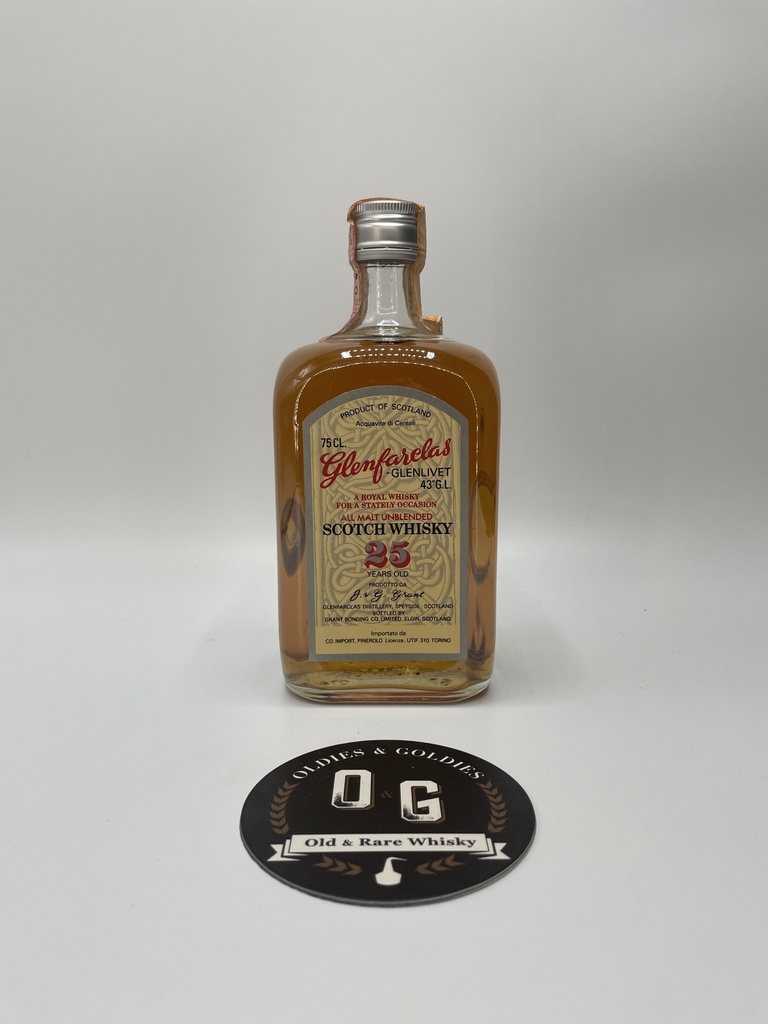 PRODUCT OF SCOTLAND
Acquavite di Cereali
75 CL.
Glenfarclas
-GLENLIVET
43°G.L.
A ROYAL WHISKY
FOR A STATELY OCCASION
ALL MALT UNBLENDED
SCOTCH WHISKY
25
YEARS OLD
PRODOTTO DA
J. & G. Grant
GLENFARCLAS DISTILLERY, SPEYSIDE, SCOTLAND
BOTTLED BY
GRANT BONDING CO. LIMITED, ELGIN, SCOTLAND
Importato da
CO.IMPORT. PINEROLO Licenza. UTIF 310 TORINO
OLDIES & GOLDIES
O & G
Old & Rare Whisky